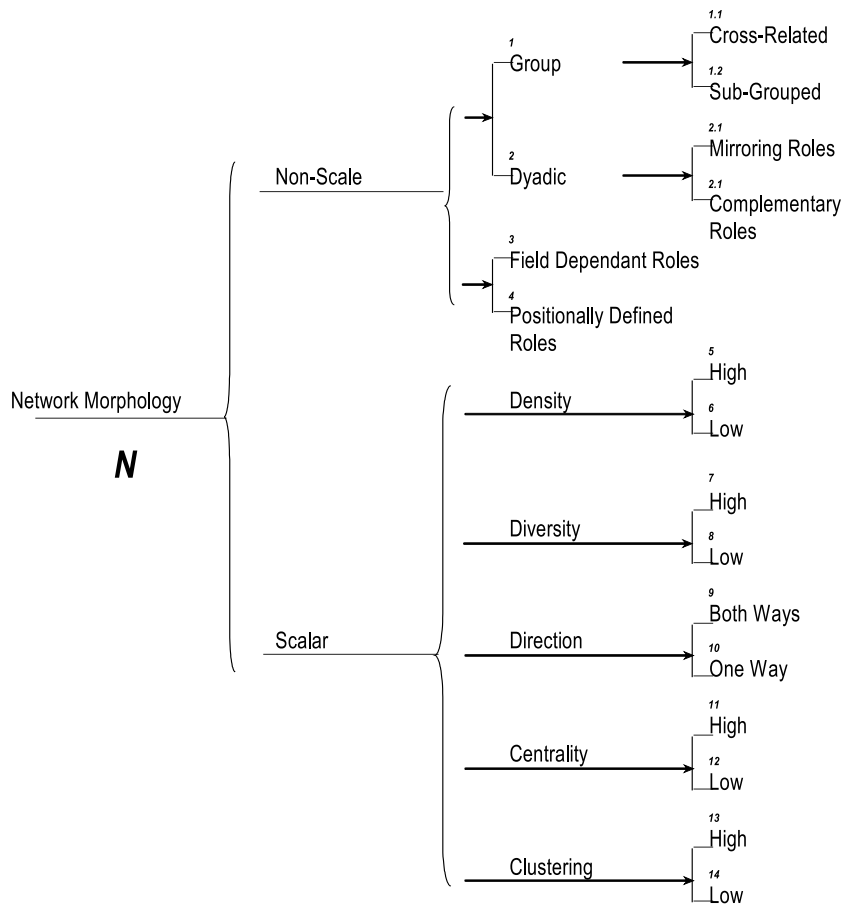 1.1
Cross-Related
1
Group
1.2
Sub-Grouped
2.1
Mirroring Roles
2
Dyadic
Non-Scale
2.1
Complementary
Roles
3
Field Dependant Roles
4
Positionally Defined
Roles
5
High
Density
6
Low
Network Morphology
N
7
High
Diversity
8
Low
9
Both Ways
Scalar
Direction
10
One Way
11
High
Centrality
12
Low
13
High
Clustering
14
Low